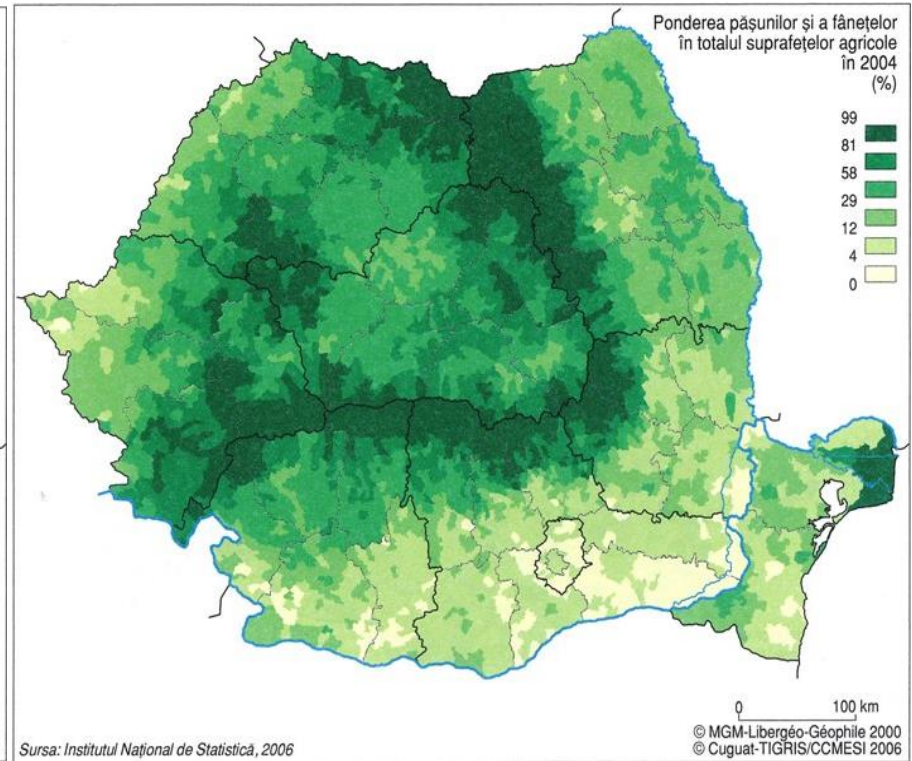 Ponderea pășunilor și a fânețelor
în totalul suprafețelor agricole
în 2004
(%)
99
81
58
29
12
4
0
0 100 km
Sursa: Institutul Național de Statistică, 2006
© MGM-Libergéo-Géophile 2000
© Cuguat-TIGRIS/CCMESI 2006